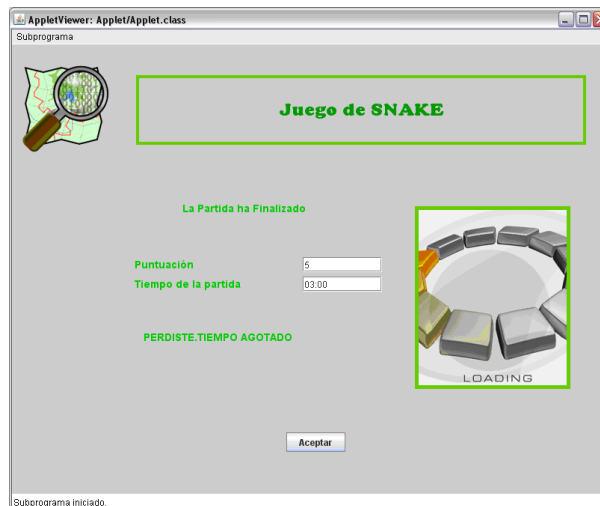 AppletViewer: Applet/Applet.class
Subprograma
Juego de SNAKE
La Partida ha Finalizado
Puntuación 5
Tiempo de la partida 03:00
PERDISTE.TIEMPO AGOTADO
LOADING
Aceptar
Subprograma iniciado.